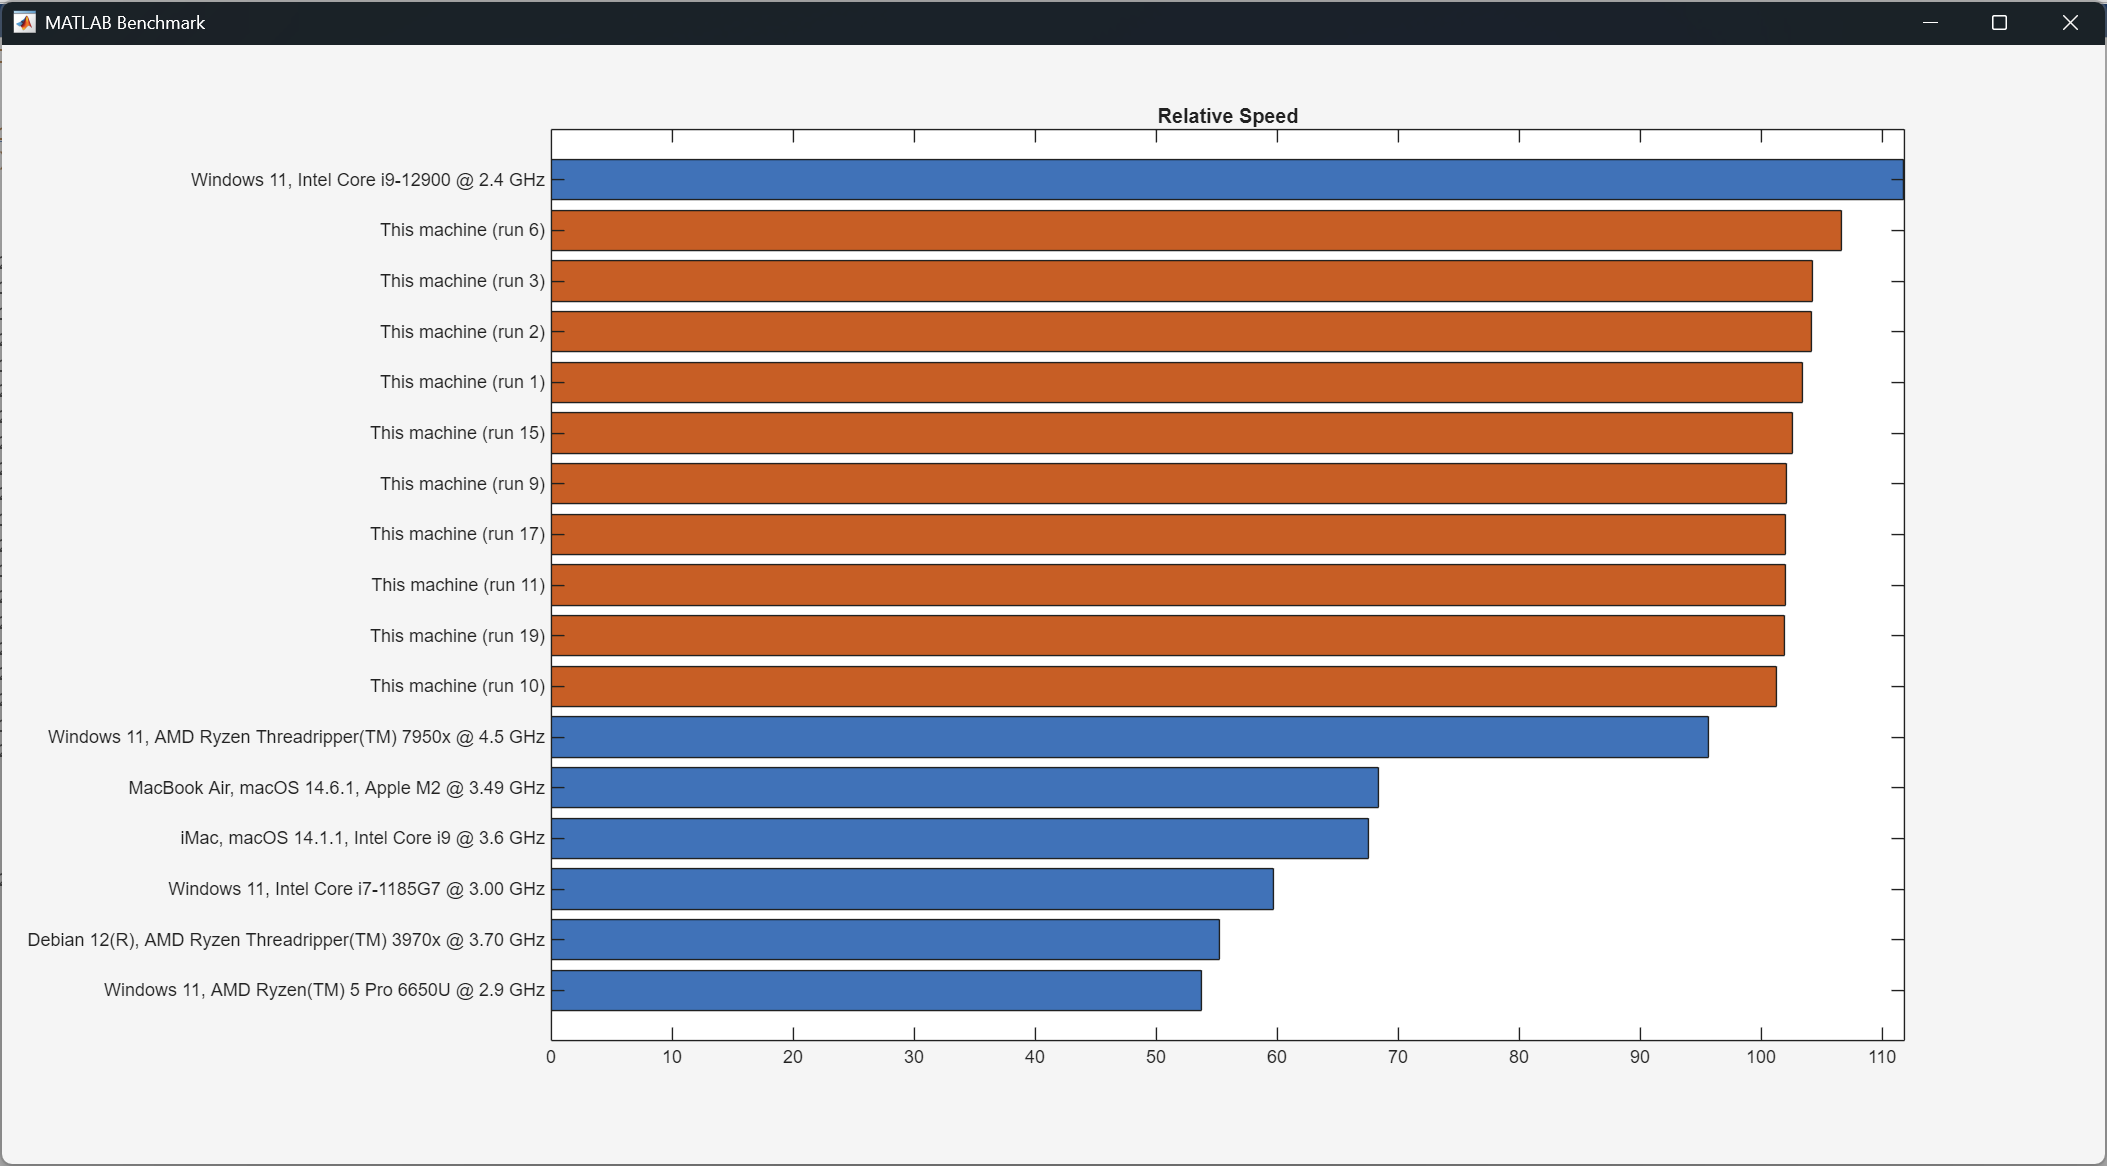 MATLAB Benchmark
Relative Speed
Windows 11, Intel Core i9-12900 @ 2.4 GHz
This machine (run 6)
This machine (run 3)
This machine (run 2)
This machine (run 1)
This machine (run 15)
This machine (run 9)
This machine (run 17)
This machine (run 11)
This machine (run 19)
This machine (run 10)
Windows 11, AMD Ryzen Threadripper(TM) 7950x @ 4.5 GHz
MacBook Air, macOS 14.6.1, Apple M2 @ 3.49 GHz
iMac, macOS 14.1.1, Intel Core i9 @ 3.6 GHz
Windows 11, Intel Core i7-1185G7 @ 3.00 GHz
Debian 12(R), AMD Ryzen Threadripper(TM) 3970x @ 3.70 GHz
Windows 11, AMD Ryzen(TM) 5 Pro 6650U @ 2.9 GHz
0 10 20 30 40 50 60 70 80 90 100 110